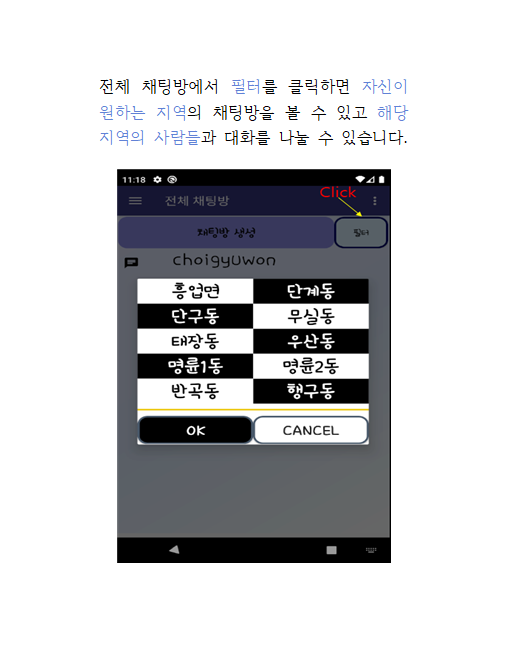 전체 채팅방에서 필터를 클릭하면 자신이
원하는 지역의 채팅방을 볼 수 있고 해당
지역의 사람들과 대화를 나눌 수 있습니다.
11:18
Click
전체 채팅방
채팅방 생성 필터
choigyuwon
흥업면 단계동
단구동 무실동
태장동 우산동
명륜1동 명륜2동
반곡동 행구동
OK CANCEL